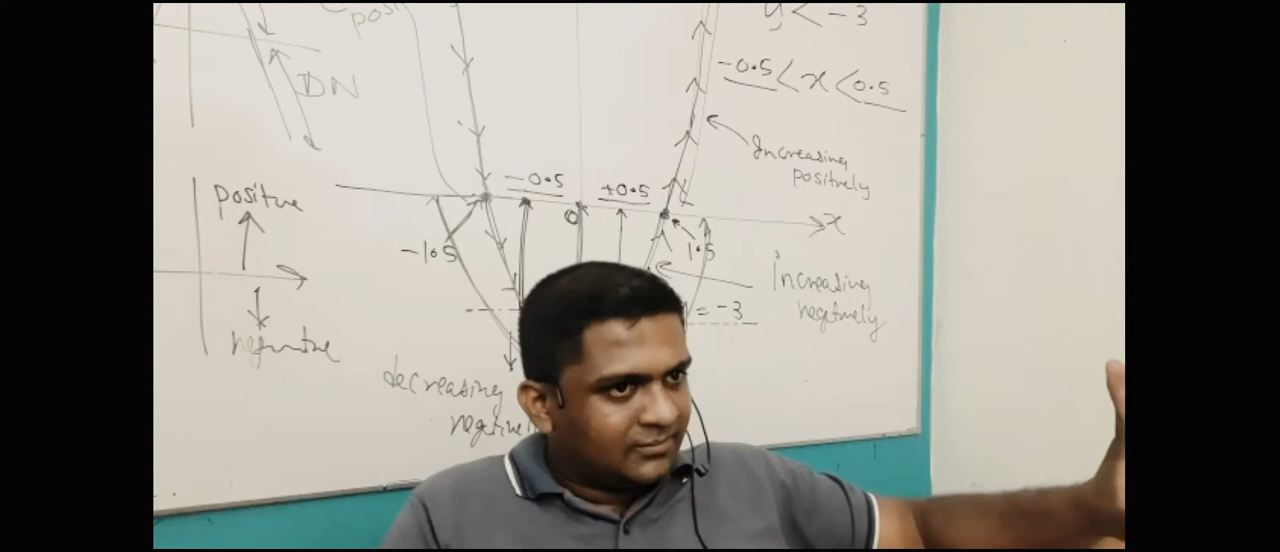 posi
y < -3
-0.5 < x < 0.5
DN
Increasing
positively
positive
-0.5
+0.5
0
x
-1.5
1.5
increasing
negatively
= -3
negative
decreasing